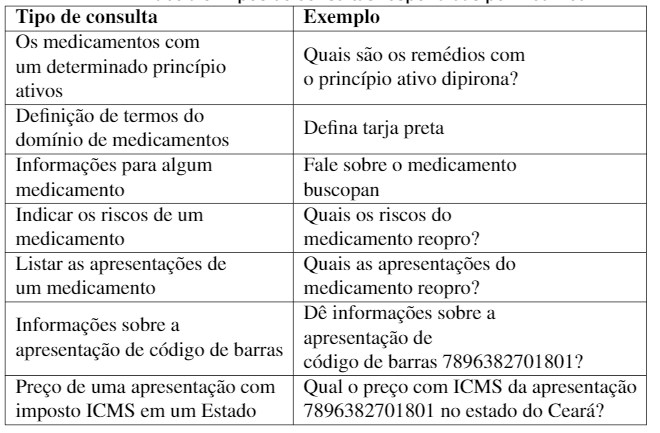 Tipo de consulta
Exemplo
Os medicamentos com
um determinado princípio
ativos
Quais são os remédios com
o princípio ativo dipirona?
Definição de termos do
domínio de medicamentos
Defina tarja preta
Informações para algum
medicamento
Fale sobre o medicamento
buscopan
Indicar os riscos de um
medicamento
Quais os riscos do
medicamento reopro?
Listar as apresentações de
um medicamento
Quais as apresentações do
medicamento reopro?
Informações sobre a
apresentação de código de barras
Dê informações sobre a
apresentação de
código de barras 7896382701801?
Preço de uma apresentação com
imposto ICMS em um Estado
Qual o preço com ICMS da apresentação
7896382701801 no estado do Ceará?